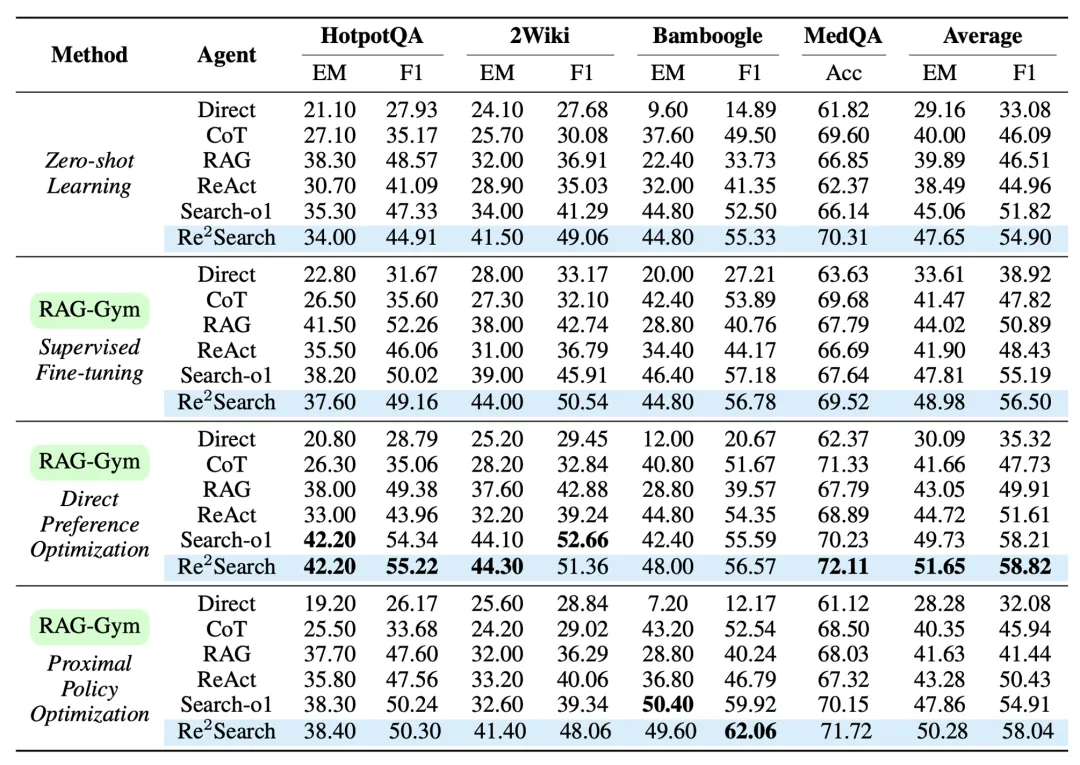 Method Agent HotpotQA 2Wiki Bamboogle MedQA Average
EM F1 EM F1 EM F1 Acc EM F1
Zero-shot Learning
Direct 21.10 27.93 24.10 27.68 9.60 14.89 61.82 29.16 33.08
CoT 27.10 35.17 25.70 30.08 37.60 49.50 69.60 40.00 46.09
RAG 38.30 48.57 32.00 36.91 22.40 33.73 66.85 39.89 46.51
ReAct 30.70 41.09 28.90 35.03 32.00 41.35 62.37 38.49 44.96
Search-o1 35.30 47.33 34.00 41.29 44.80 52.50 66.14 45.06 51.82
Re²Search 34.00 44.91 41.50 49.06 44.80 55.33 70.31 47.65 54.90
RAG-Gym
Supervised
Fine-tuning
Direct 22.80 31.67 28.00 33.17 20.00 27.21 63.63 33.61 38.92
CoT 26.50 35.60 27.30 32.10 42.40 53.89 69.68 41.47 47.82
RAG 41.50 52.26 38.00 42.74 28.80 40.76 67.79 44.02 50.89
ReAct 35.50 46.06 31.00 36.79 34.40 44.17 66.69 41.90 48.43
Search-o1 38.20 50.02 39.00 45.91 46.40 57.18 67.64 47.81 55.19
Re²Search 37.60 49.16 44.00 50.54 44.80 56.78 69.52 48.98 56.50
RAG-Gym
Direct
Preference
Optimization
Direct 20.80 28.79 25.20 29.45 12.00 20.67 62.37 30.09 35.32
CoT 26.30 35.06 28.20 32.84 40.80 51.67 71.33 41.66 47.73
RAG 38.00 49.38 37.60 42.88 28.80 39.57 67.79 43.05 49.91
ReAct 33.00 43.96 32.20 39.24 44.80 54.35 68.89 44.72 51.61
Search-o1 42.20 54.34 44.10 52.66 42.40 55.59 70.23 49.73 58.21
Re²Search 42.20 55.22 44.30 51.36 48.00 56.57 72.11 51.65 58.82
RAG-Gym
Proximal
Policy
Optimization
Direct 19.20 26.17 25.60 28.84 7.20 12.17 61.12 28.28 32.08
CoT 25.50 33.68 24.20 29.02 43.20 52.54 68.50 40.35 45.94
RAG 37.70 47.60 32.00 36.29 28.80 40.24 68.03 41.63 41.44
ReAct 35.80 47.56 33.20 40.06 36.80 46.79 67.32 43.28 50.43
Search-o1 38.30 50.24 32.60 39.34 50.40 59.92 70.15 47.86 54.91
Re²Search 38.40 50.30 41.40 48.06 49.60 62.06 71.72 50.28 58.04